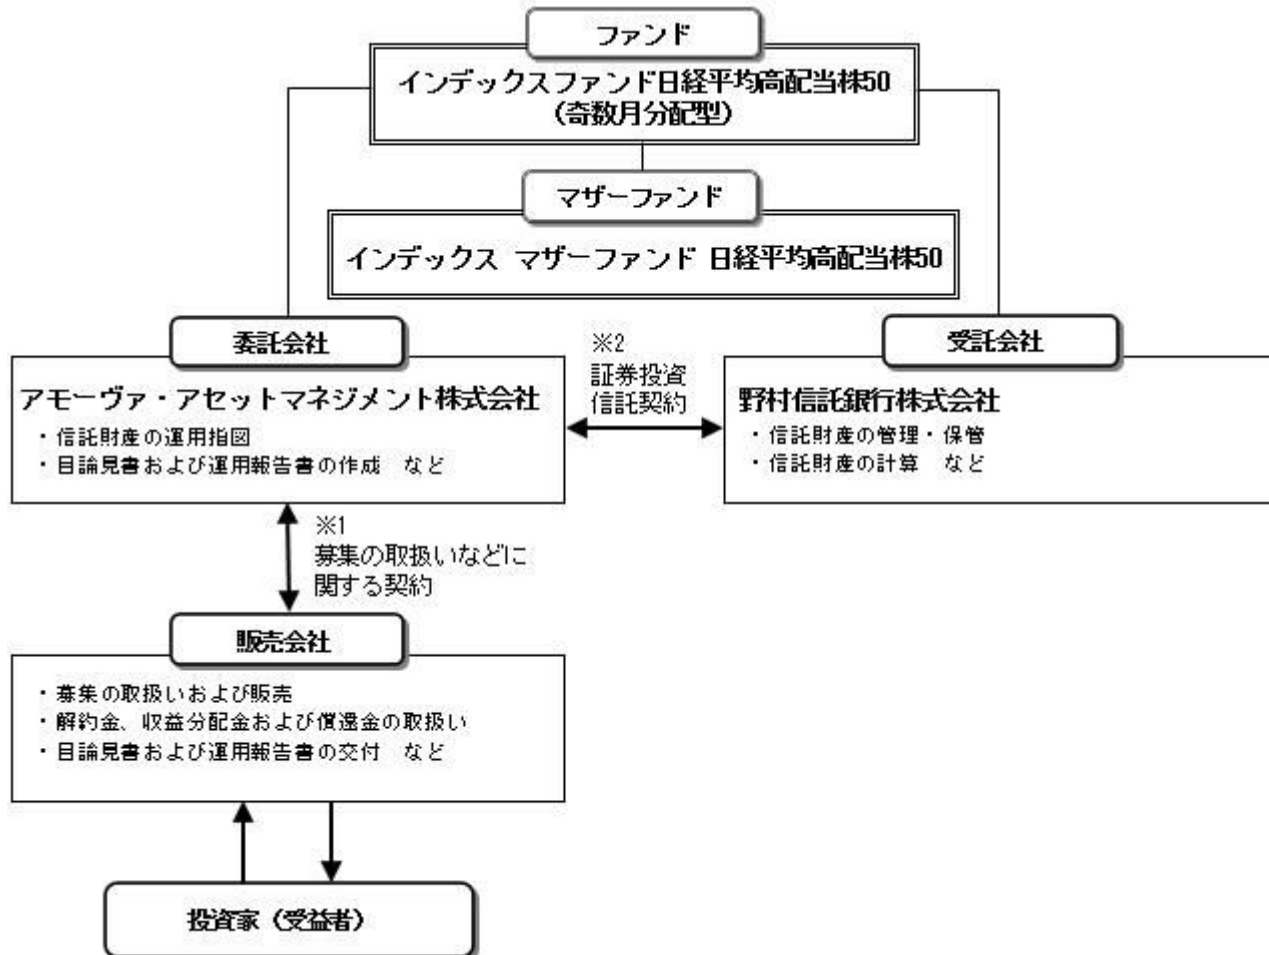 ファンド
インデックスファンド日経平均高配当株50
（奇数月分配型）
マザーファンド
インデックス マザーファンド 日経平均高配当株50
委託会社
アモーヴァ・アセットマネジメント株式会社
・信託財産の運用指図
・目論見書および運用報告書の作成　など
※2
証券投資
信託契約
受託会社
野村信託銀行株式会社
・信託財産の管理・保管
・信託財産の計算　など
※1
募集の取扱いなどに
関する契約
販売会社
・募集の取扱いおよび販売
・解約金、収益分配金および償還金の取扱い
・目論見書および運用報告書の交付　など
投資家（受益者）